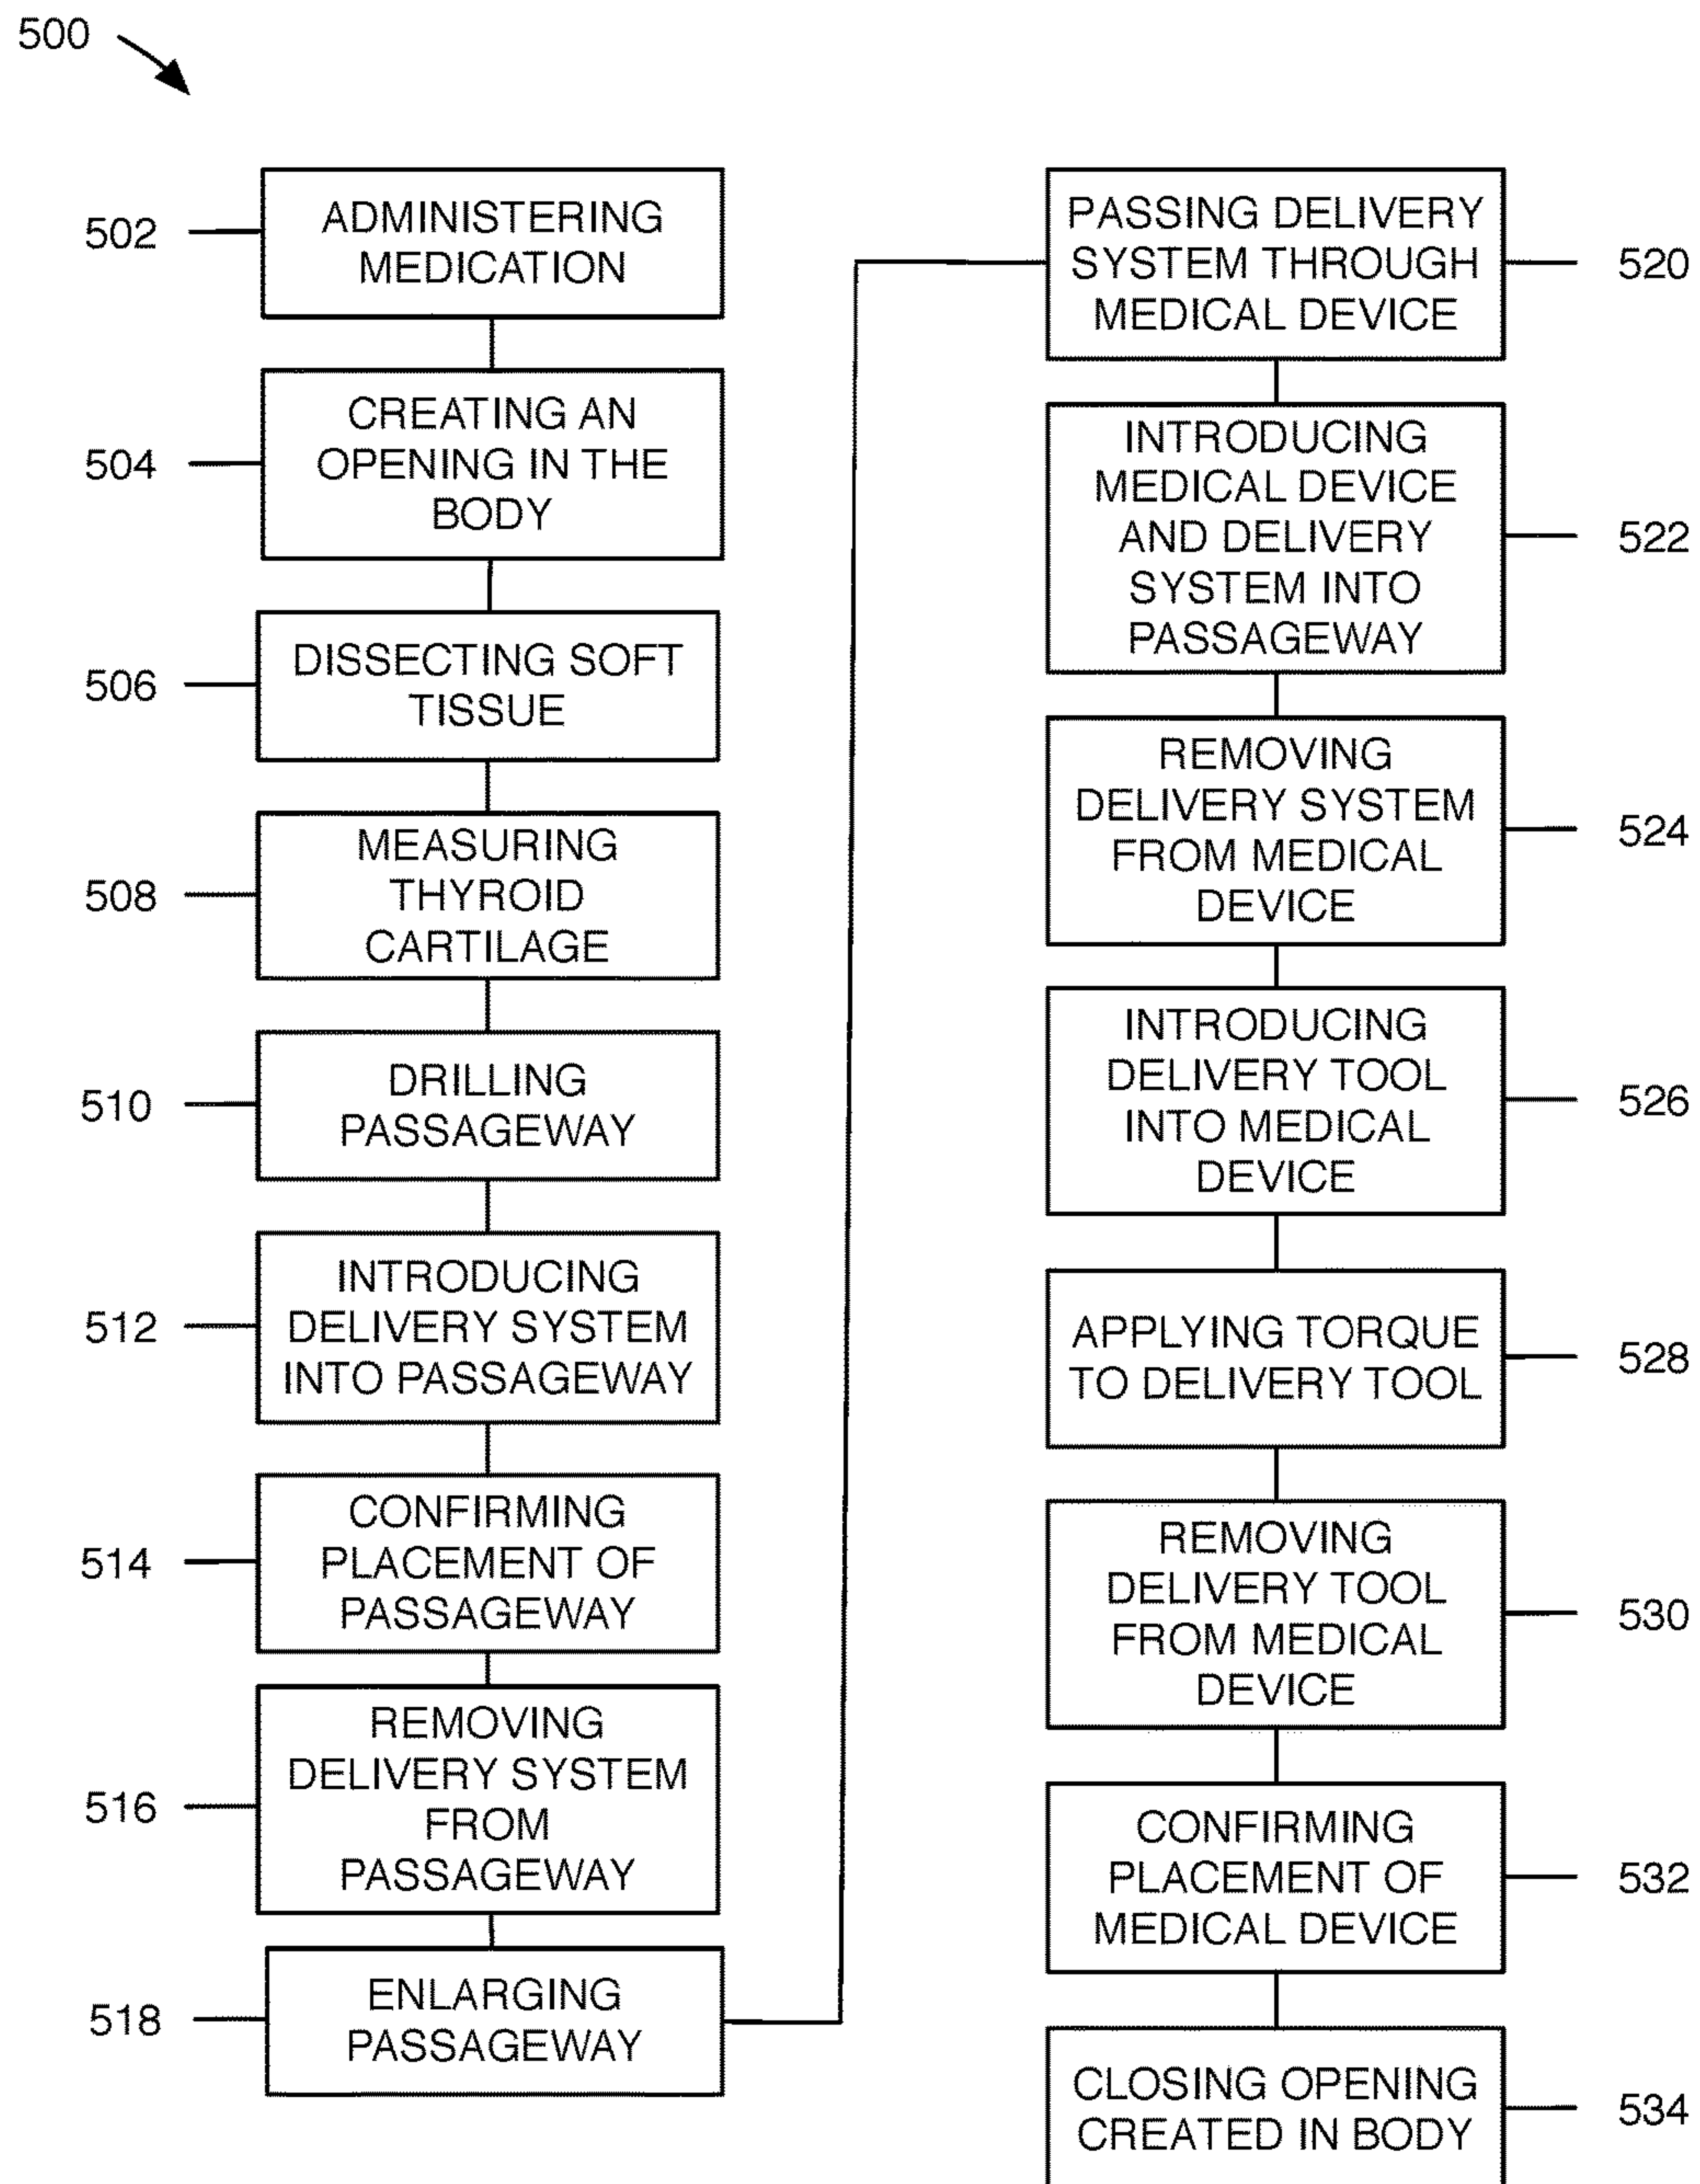 500
502
ADMINISTERING
MEDICATION
504
CREATING AN
OPENING IN THE
BODY
506
DISSECTING SOFT
TISSUE
508
MEASURING
THYROID
CARTILAGE
510
DRILLING
PASSAGEWAY
512
INTRODUCING
DELIVERY SYSTEM
INTO PASSAGEWAY
514
CONFIRMING
PLACEMENT OF
PASSAGEWAY
516
REMOVING
DELIVERY SYSTEM
FROM
PASSAGEWAY
518
ENLARGING
PASSAGEWAY
PASSING DELIVERY
SYSTEM THROUGH
MEDICAL DEVICE
520
INTRODUCING
MEDICAL DEVICE
AND DELIVERY
SYSTEM INTO
PASSAGEWAY
522
REMOVING
DELIVERY SYSTEM
FROM MEDICAL
DEVICE
524
INTRODUCING
DELIVERY TOOL
INTO MEDICAL
DEVICE
526
APPLYING TORQUE
TO DELIVERY TOOL
528
REMOVING
DELIVERY TOOL
FROM MEDICAL
DEVICE
530
CONFIRMING
PLACEMENT OF
MEDICAL DEVICE
532
CLOSING OPENING
CREATED IN BODY
534